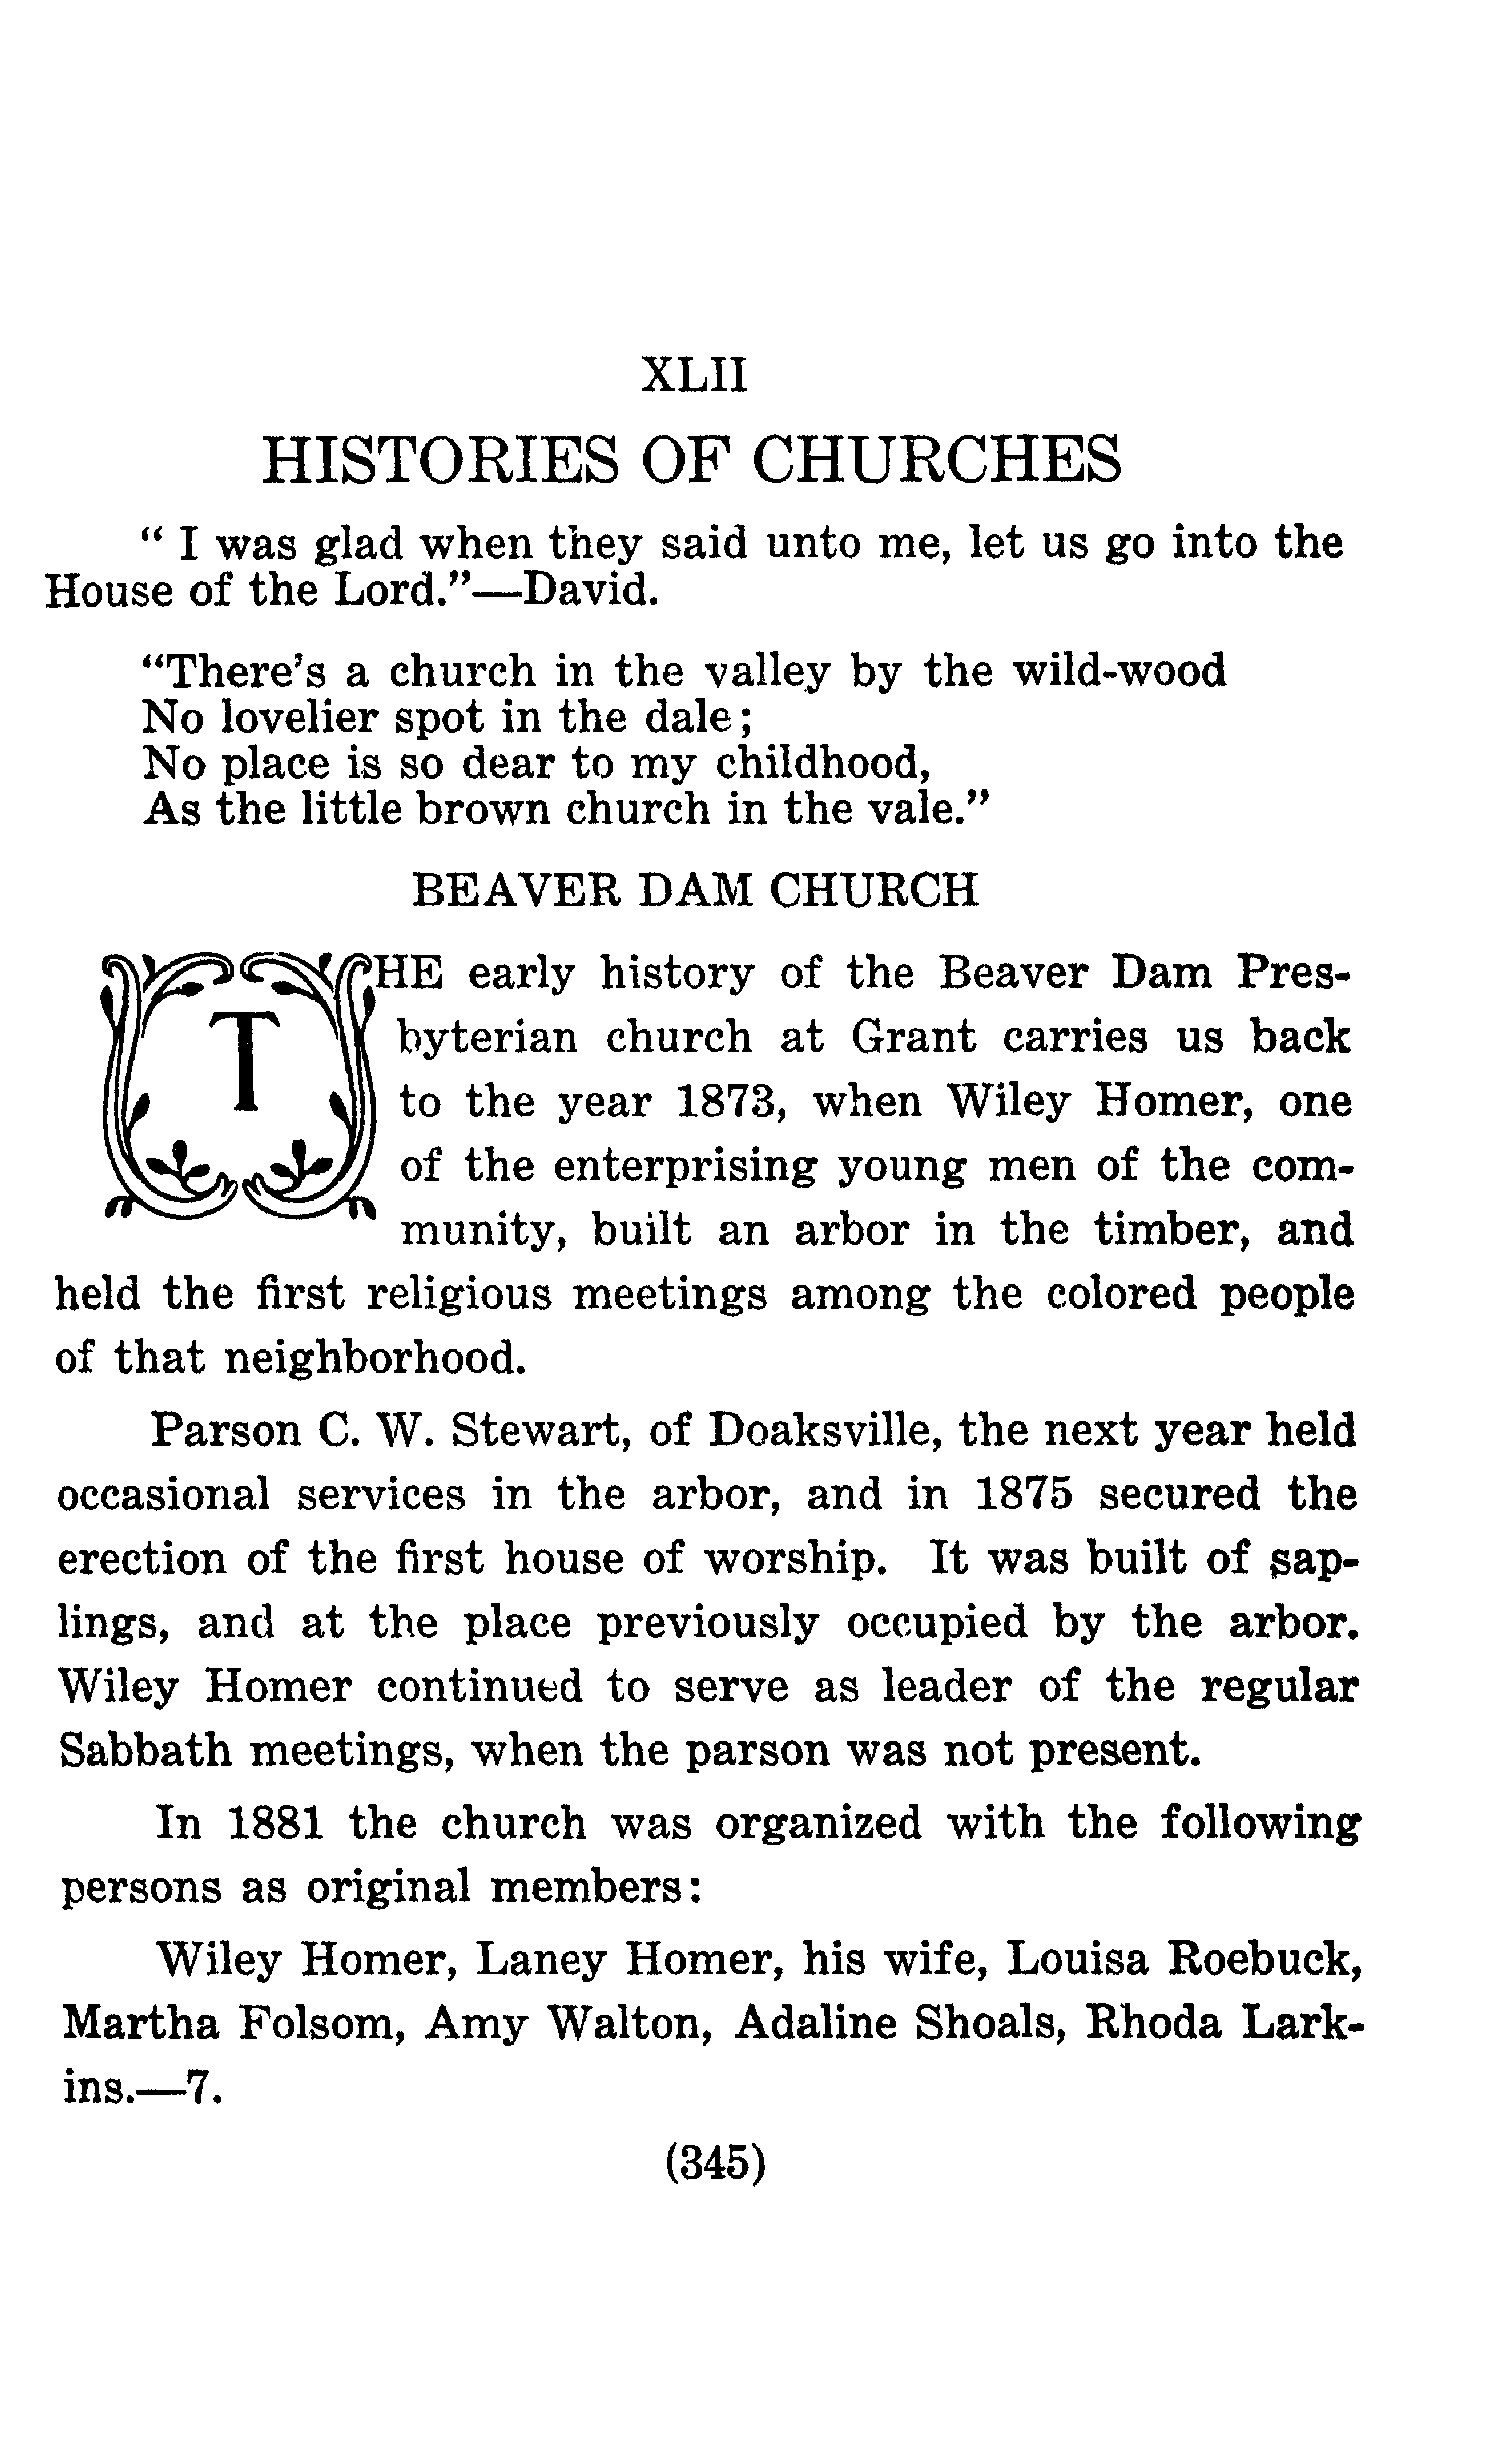 XLII
HISTORIES OF CHURCHES
“ I was glad when they said unto me, let us go into the
House of the Lord.”—David.
“There’s a church in the valley by the wild-wood
No lovelier spot in the dale;
No place is so dear to my childhood,
As the little brown church in the vale.”
BEAVER DAM CHURCH
THE early history of the Beaver Dam Pres-
byterian church at Grant carries us back
to the year 1873, when Wiley Homer, one
of the enterprising young men of the com-
munity, built an arbor in the timber, and
held the first religious meetings among the colored people
of that neighborhood.
Parson C. W. Stewart, of Doaksville, the next year held
occasional services in the arbor, and in 1875 secured the
erection of the first house of worship. It was built of sap-
lings, and at the place previously occupied by the arbor.
Wiley Homer continued to serve as leader of the regular
Sabbath meetings, when the parson was not present.
In 1881 the church was organized with the following
persons as original members:
Wiley Homer, Laney Homer, his wife, Louisa Roebuck,
Martha Folsom, Amy Walton, Adaline Shoals, Rhoda Lark-
ins.—7.
(345)